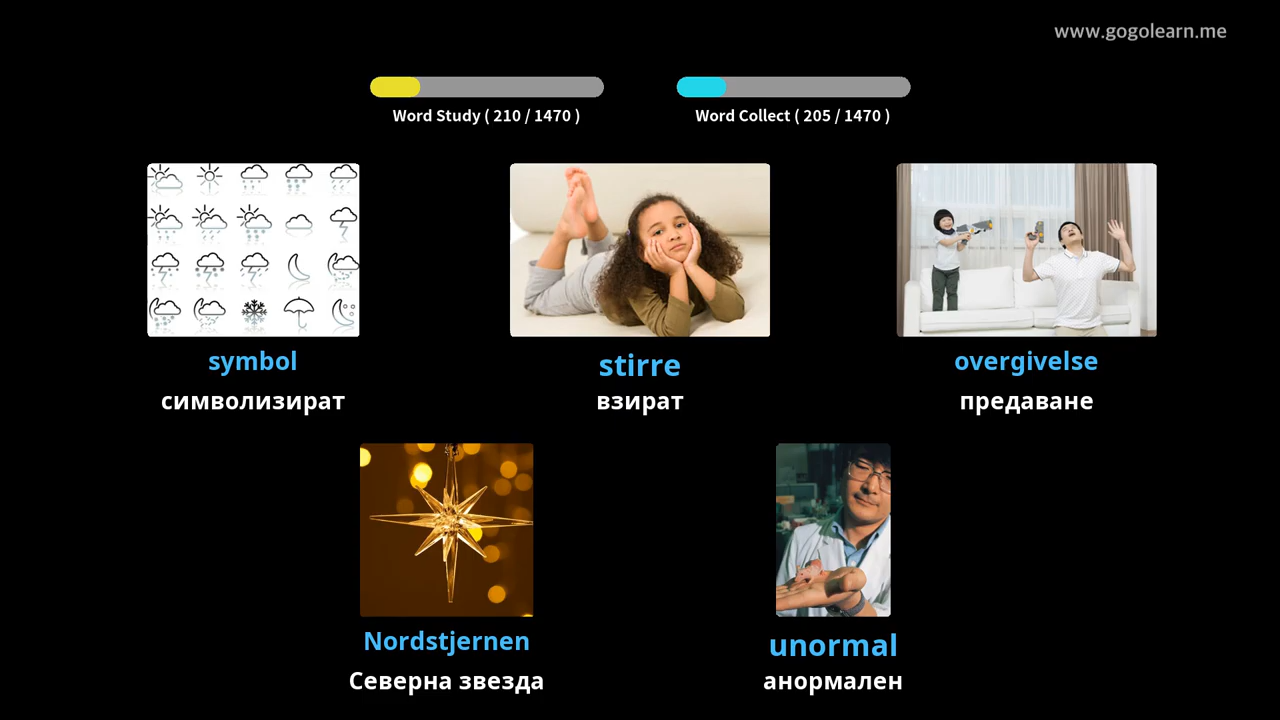 www.gogolearn.me
Word Study ( 210 / 1470 )
Word Collect ( 205 / 1470 )
symbol
символизират
stirre
взират
overgivelse
предаване
Nordstjernen
Северна звезда
unormal
анормален